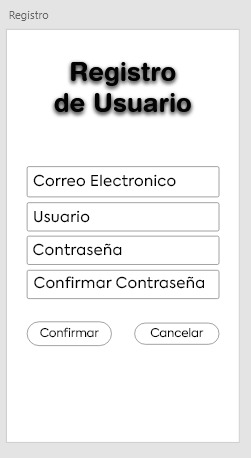 Registro
Registro
de Usuario
Correo Electronico
Usuario
Contraseña
Confirmar Contraseña
Confirmar Cancelar